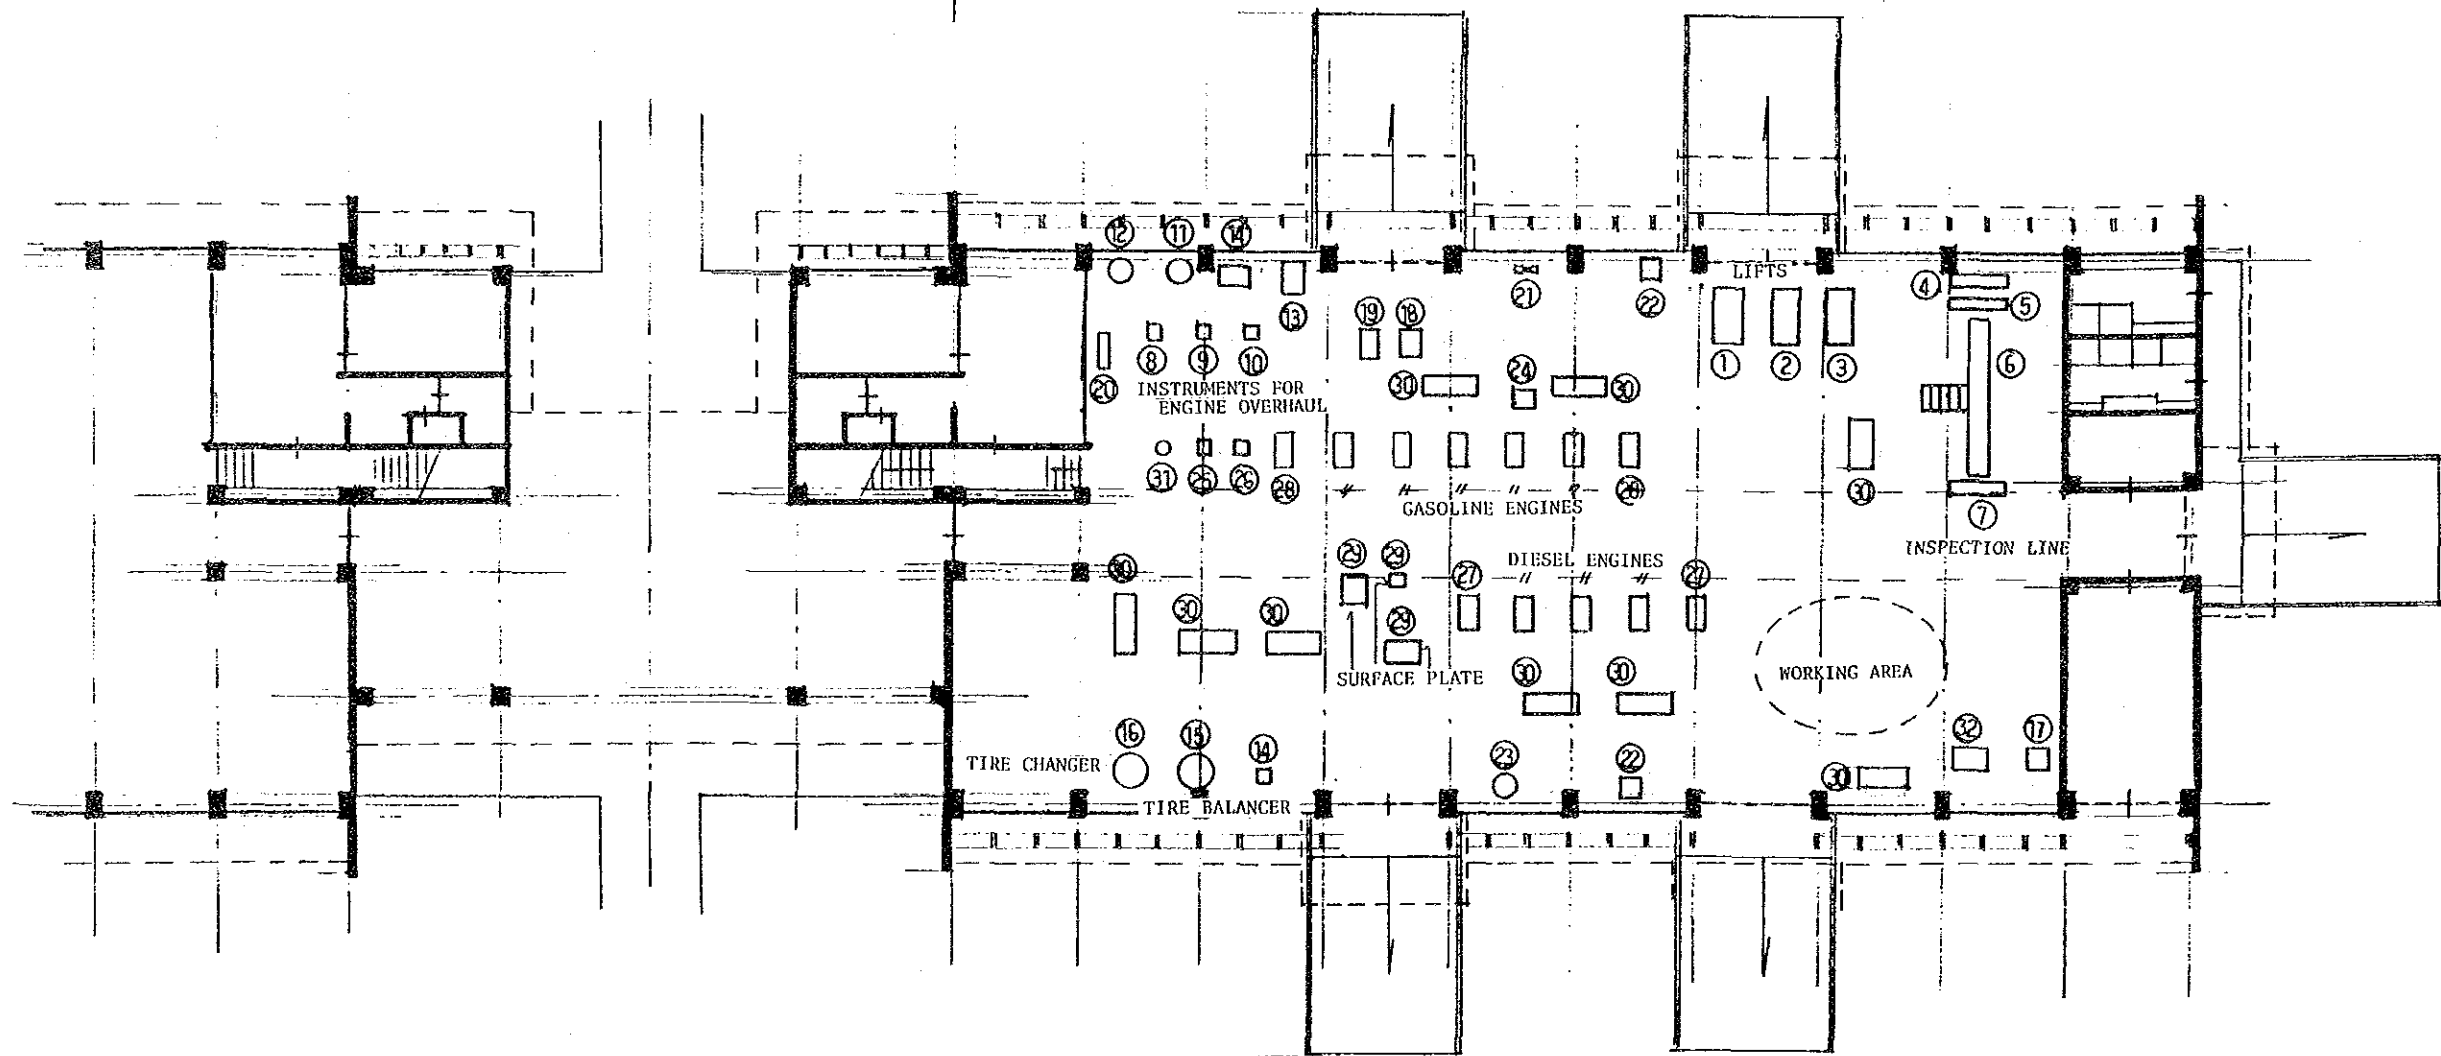 12 11 14
LIFTS
4
21 22
5
13
19 18
8 9 10
1 2 3
6
24
20
INSTRUMENTS FOR
ENGINE OVERHAUL
30 30
31 26 28 28 30
〃 〃 〃 〃 〃
GASOLINE ENGINES
7
INSPECTION LINE
29 29
DIESEL ENGINES
30
27 〃 〃 〃 27
30 30
29
SURFACE PLATE
30 30
WORKING AREA
16 15 14
32 17
23 22
TIRE CHANGER
30
TIRE BALANCER